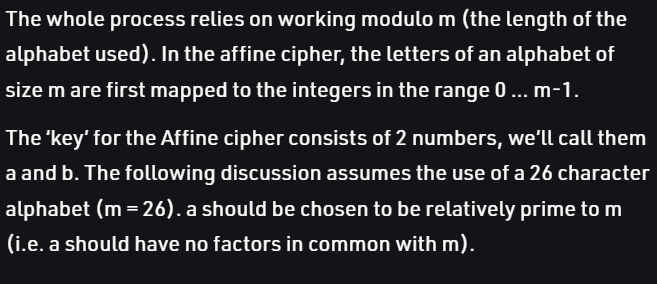 The whole process relies on working modulo m (the length of the
alphabet used). In the affine cipher, the letters of an alphabet of
size m are first mapped to the integers in the range 0 … m-1.
The ‘key’ for the Affine cipher consists of 2 numbers, we’ll call them
a and b. The following discussion assumes the use of a 26 character
alphabet (m = 26). a should be chosen to be relatively prime to m
(i.e. a should have no factors in common with m).